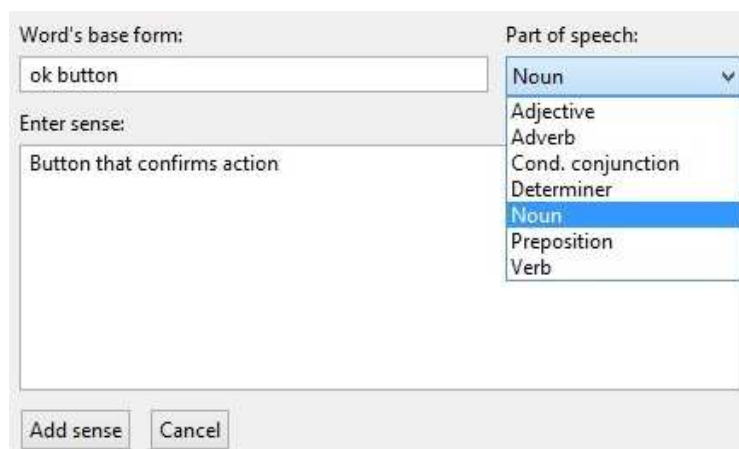 Word's base form:
Part of speech:
ok button
Noun
Enter sense:
Button that confirms action
Adjective
Adverb
Cond. conjunction
Determiner
Noun
Preposition
Verb
Add sense
Cancel